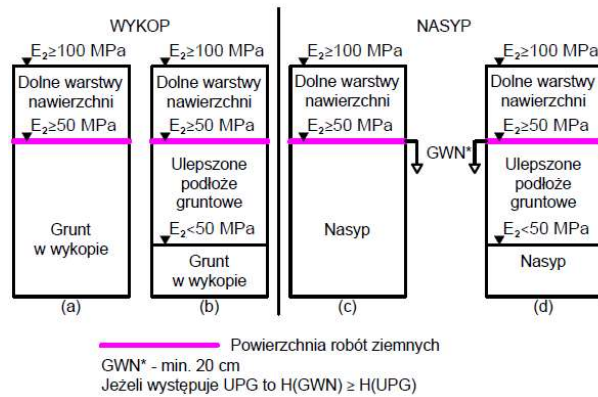 WYKOP
NASYP
E₂≥100 MPa
E₂≥100 MPa
E₂≥100 MPa
E₂≥100 MPa
Dolne warstwy
nawierzchni
Dolne warstwy
nawierzchni
Dolne warstwy
nawierzchni
Dolne warstwy
nawierzchni
E₂≥50 MPa
E₂≥50 MPa
E₂≥50 MPa
E₂≥50 MPa
GWN*
Grunt
w wykopie
Ulepszone
podłoże
gruntowe
Nasyp
Ulepszone
podłoże
gruntowe
E₂<50 MPa
E₂<50 MPa
Grunt
w wykopie
Nasyp
(a)
(b)
(c)
(d)
Powierzchnia robót ziemnych
GWN* - min. 20 cm
Jeżeli występuje UPG to H(GWN) ≥ H(UPG)